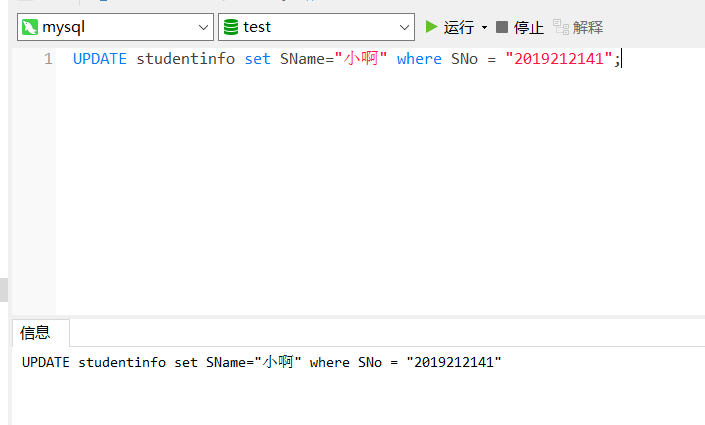 mysql test 运行 停止 解释
1 UPDATE studentinfo set SName="小啊" where SNo = "2019212141";
信息
UPDATE studentinfo set SName="小啊" where SNo = "2019212141"